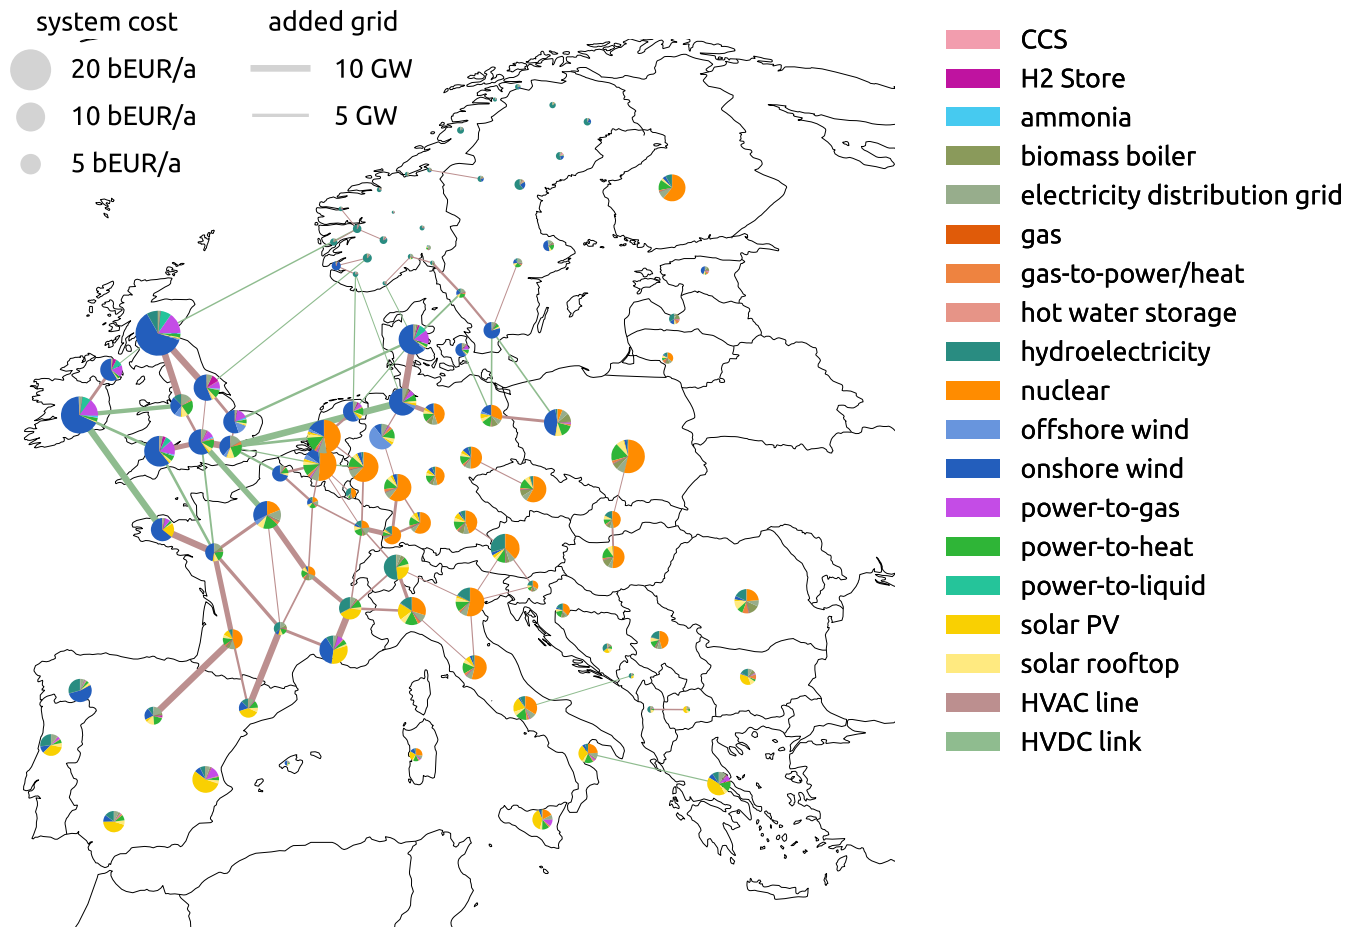 system cost
20 bEUR/a
10 bEUR/a
5 bEUR/a
added grid
10 GW
5 GW
CCS
H2 Store
ammonia
biomass boiler
electricity distribution grid
gas
gas-to-power/heat
hot water storage
hydroelectricity
nuclear
offshore wind
onshore wind
power-to-gas
power-to-heat
power-to-liquid
solar PV
solar rooftop
HVAC line
HVDC link